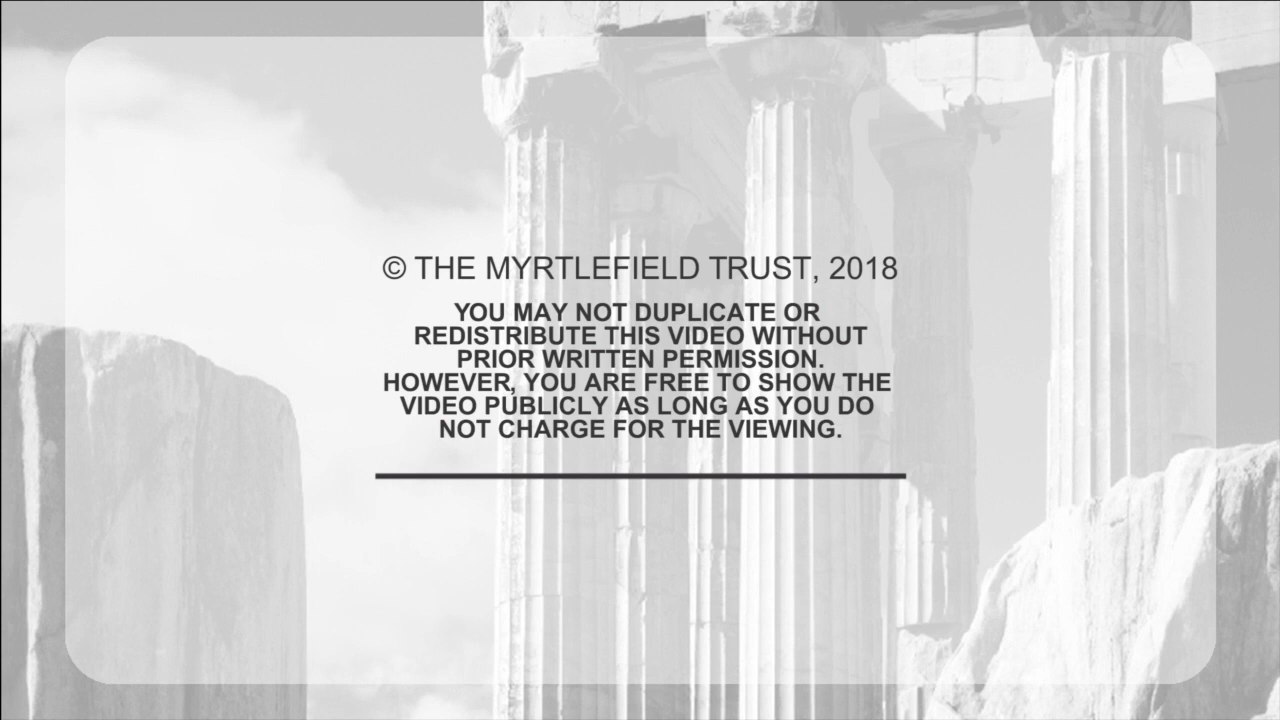 © THE MYRTLEFIELD TRUST, 2018
YOU MAY NOT DUPLICATE OR
REDISTRIBUTE THIS VIDEO WITHOUT
PRIOR WRITTEN PERMISSION.
HOWEVER, YOU ARE FREE TO SHOW THE
VIDEO PUBLICLY AS LONG AS YOU DO
NOT CHARGE FOR THE VIEWING.